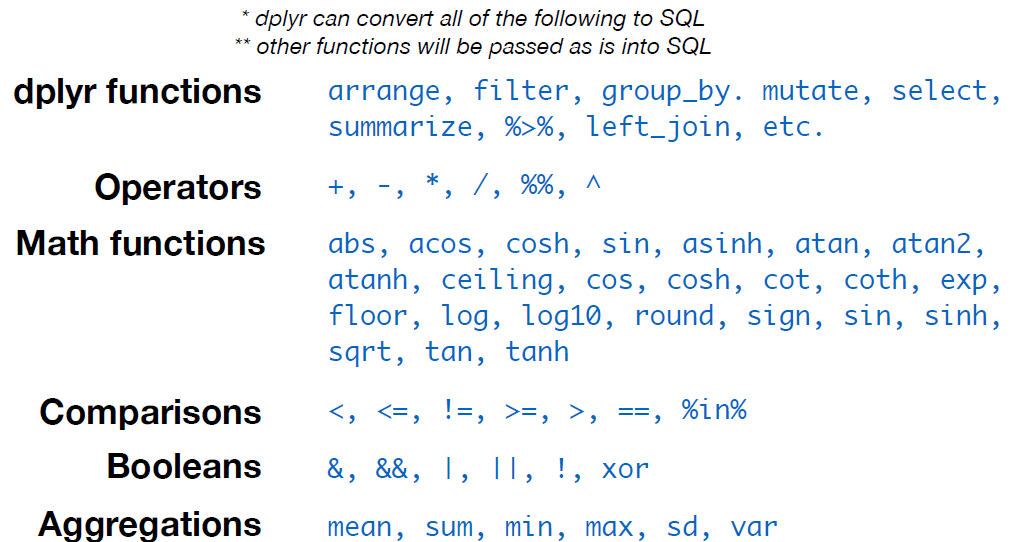 * dplyr can convert all of the following to SQL
** other functions will be passed as is into SQL
dplyr functions arrange, filter, group_by. mutate, select,
summarize, %>%, left_join, etc.
Operators +, -, *, /, %%, ^
Math functions abs, acos, cosh, sin, asinh, atan, atan2,
atanh, ceiling, cos, cosh, cot, coth, exp,
floor, log, log10, round, sign, sin, sinh,
sqrt, tan, tanh
Comparisons <, <=, !=, >=, >, ==, %in%
Booleans &, &&, |, ||, !, xor
Aggregations mean, sum, min, max, sd, var